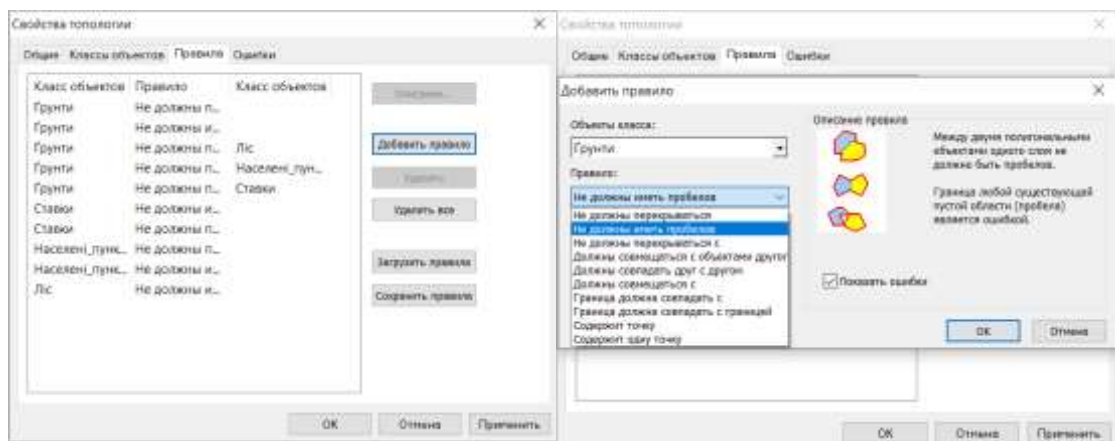 Свойства топологии
Общие Классы объектов Правила Ошибки
Класс объектов Правило Класс объектов
Грунти Не должны п...
Грунти Не должны и...
Грунти Не должны п... Ліс
Грунти Не должны п... Населені_пун...
Грунти Не должны п... Ставки
Ставки Не должны и...
Ставки Не должны п...
Населені_пунк... Не должны п...
Населені_пунк... Не должны и...
Ліс Не должны и...
Добавить правило
Удалить
Удалить все
Загрузить правила
Сохранить правила
ОК Отмена Применить
Свойства топологии
Общие Классы объектов Правила Ошибки
Добавить правило
Объекты класса:
Грунти
Правило:
Не должны иметь пробелов
Не должны перекрываться
Не должны иметь пробелов
Не должны перекрываться с
Должны совмещаться с объектами другог
Должны совпадать друг с другом
Должны совмещаться с
Граница должна совпадать с
Граница должна совпадать с границей
Содержит точку
Содержит одну точку
Описание правила
Между двумя полигональными
объектами одного слоя не
должно быть пробелов.
Граница любой существующей
пустой области (пробела)
является ошибкой.
Показать ошибки
ОК Отмена
ОК Отмена Применить